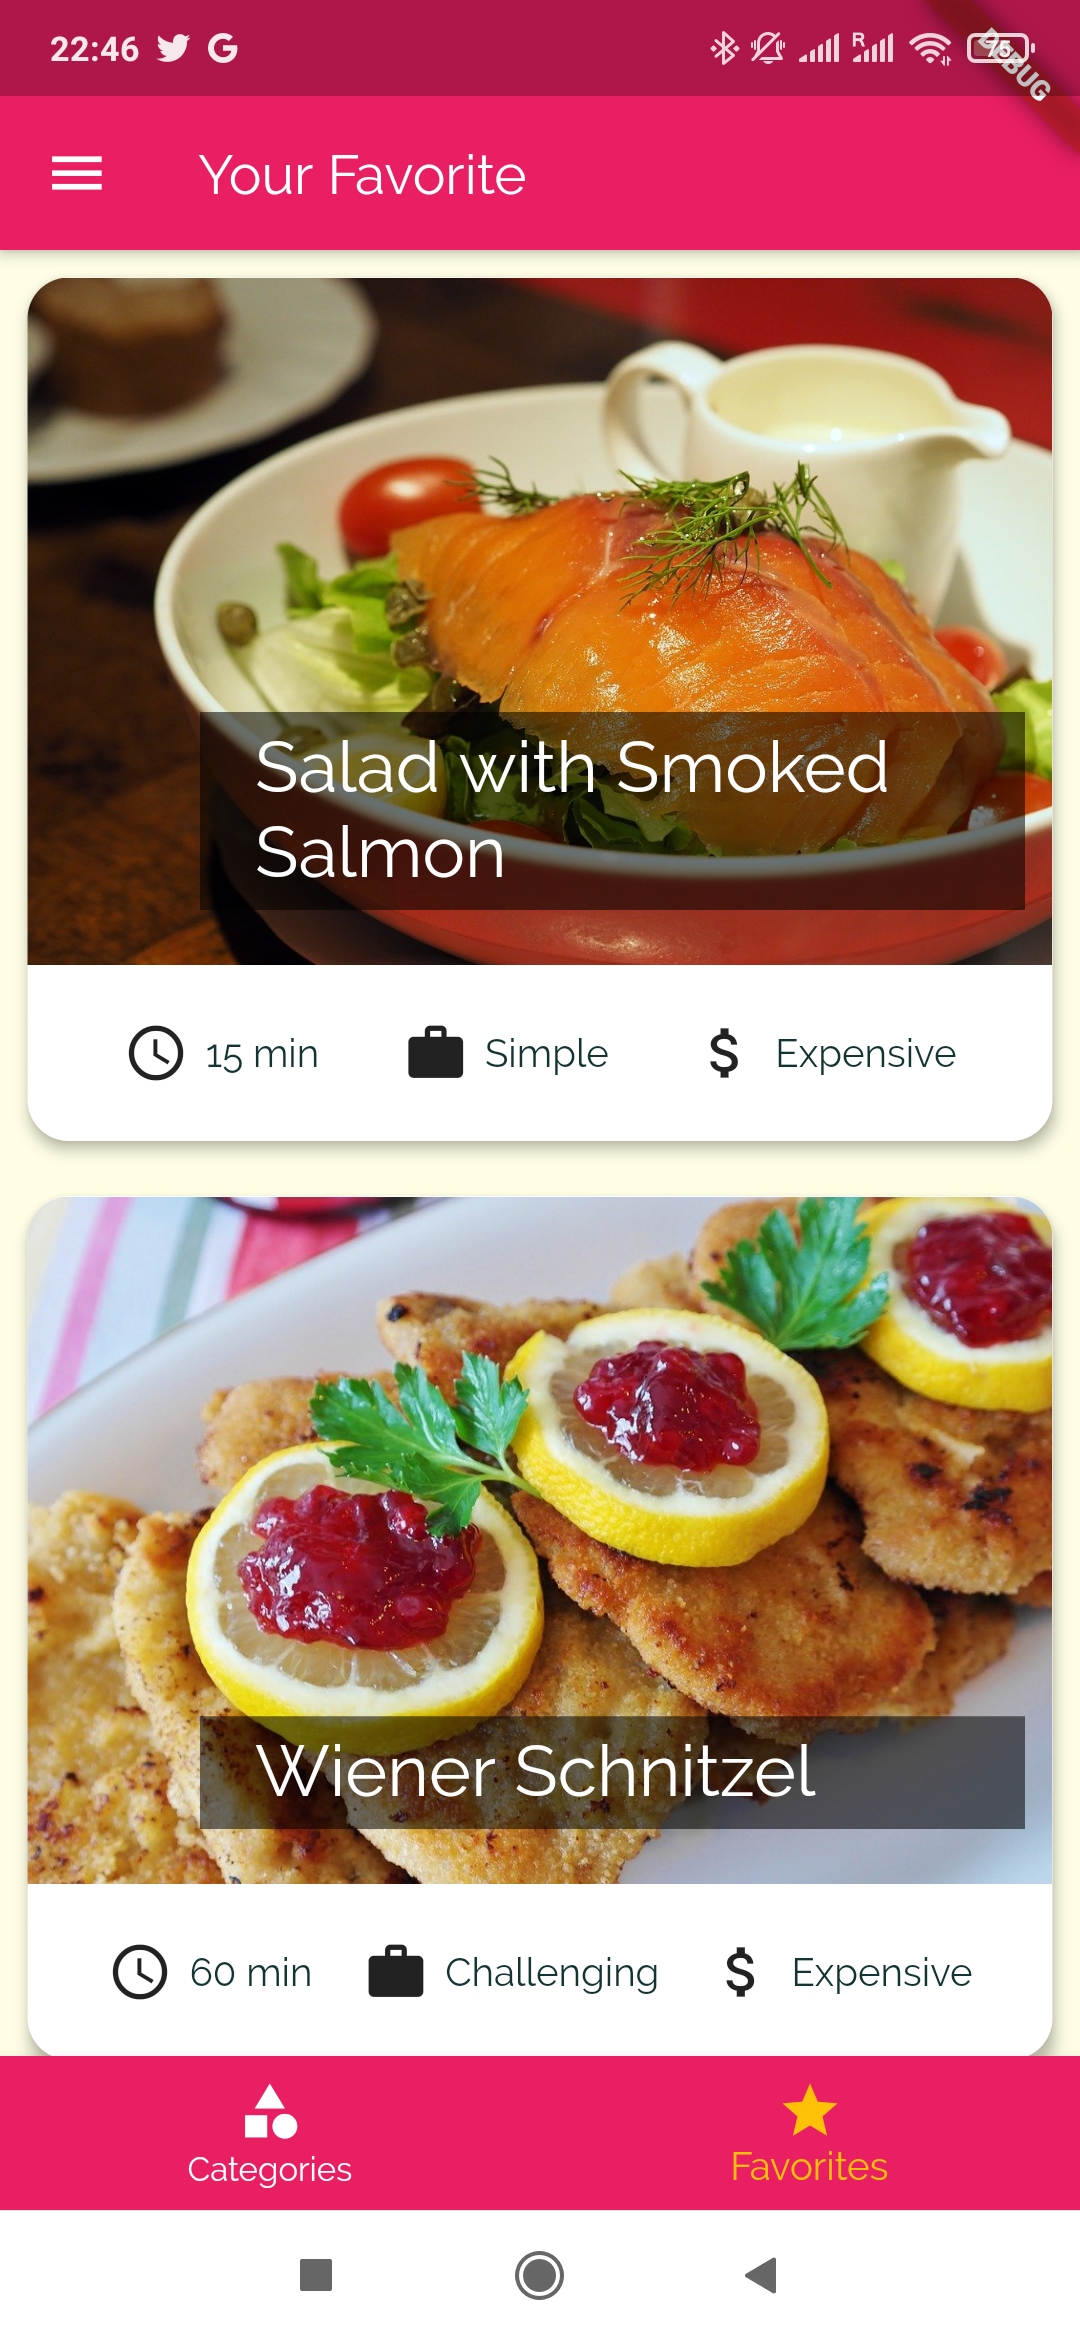 22:46
R
75
DEBUG
Your Favorite
Salad with Smoked
Salmon
15 min Simple $ Expensive
Wiener Schnitzel
60 min Challenging $ Expensive
Categories Favorites